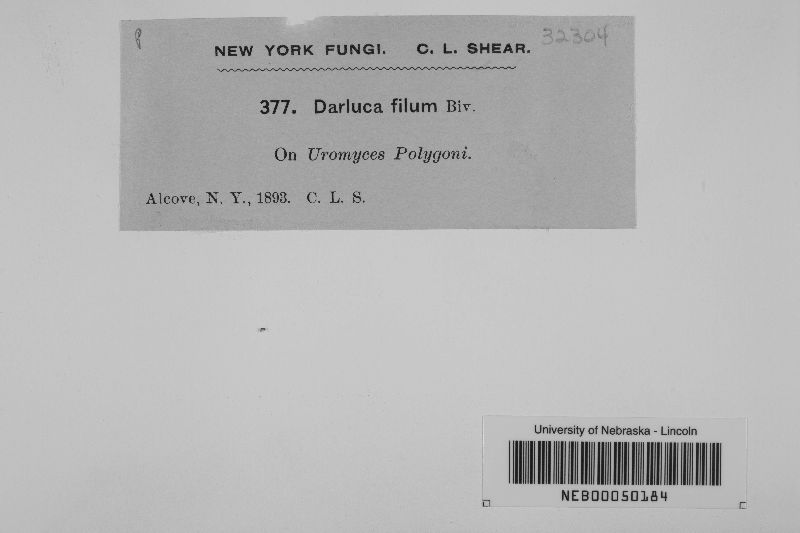 32304
NEW YORK FUNGI. C. L. SHEAR.
377. Darluca filum Biv.
On Uromyces Polygoni.
Alcove, N. Y., 1893. C. L. S.
University of Nebraska - Lincoln
NEB00050184